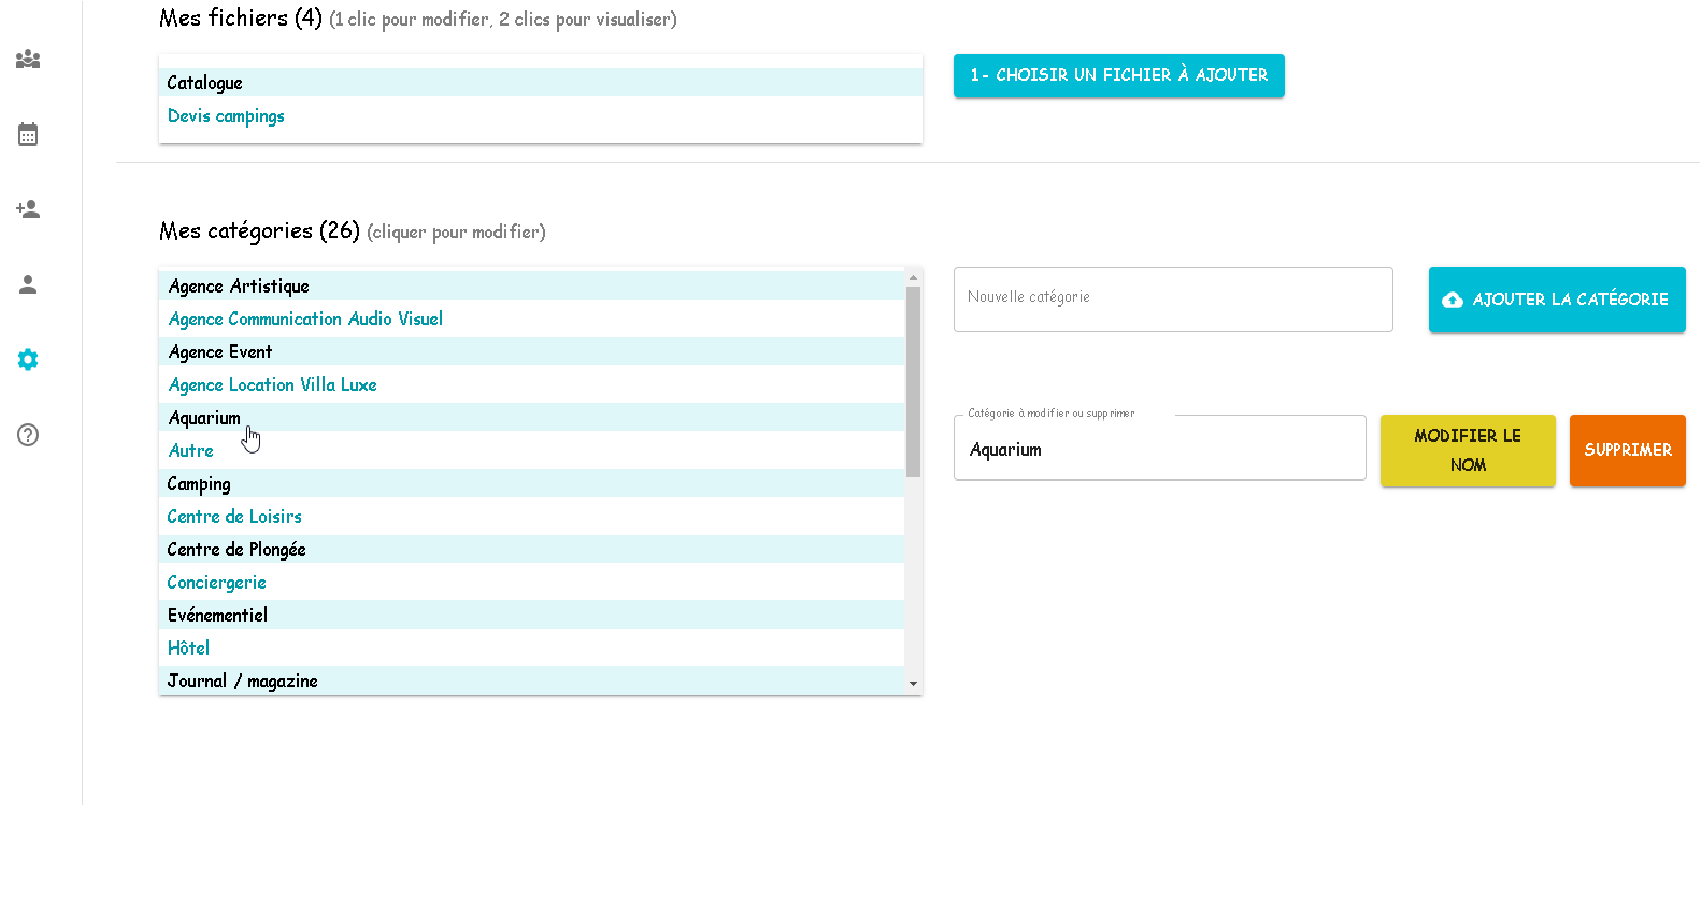 Mes fichiers (4) (1 clic pour modifier, 2 clics pour visualiser)
Catalogue
Devis campings
1 - CHOISIR UN FICHIER À AJOUTER
Mes catégories (26) (cliquer pour modifier)
Agence Artistique
Agence Communication Audio Visuel
Agence Event
Agence Location Villa Luxe
Aquarium
Autre
Camping
Centre de Loisirs
Centre de Plongée
Conciergerie
Evénementiel
Hôtel
Journal / magazine
Nouvelle catégorie
AJOUTER LA CATÉGORIE
Catégorie à modifier ou supprimer
Aquarium
MODIFIER LE
NOM
SUPPRIMER